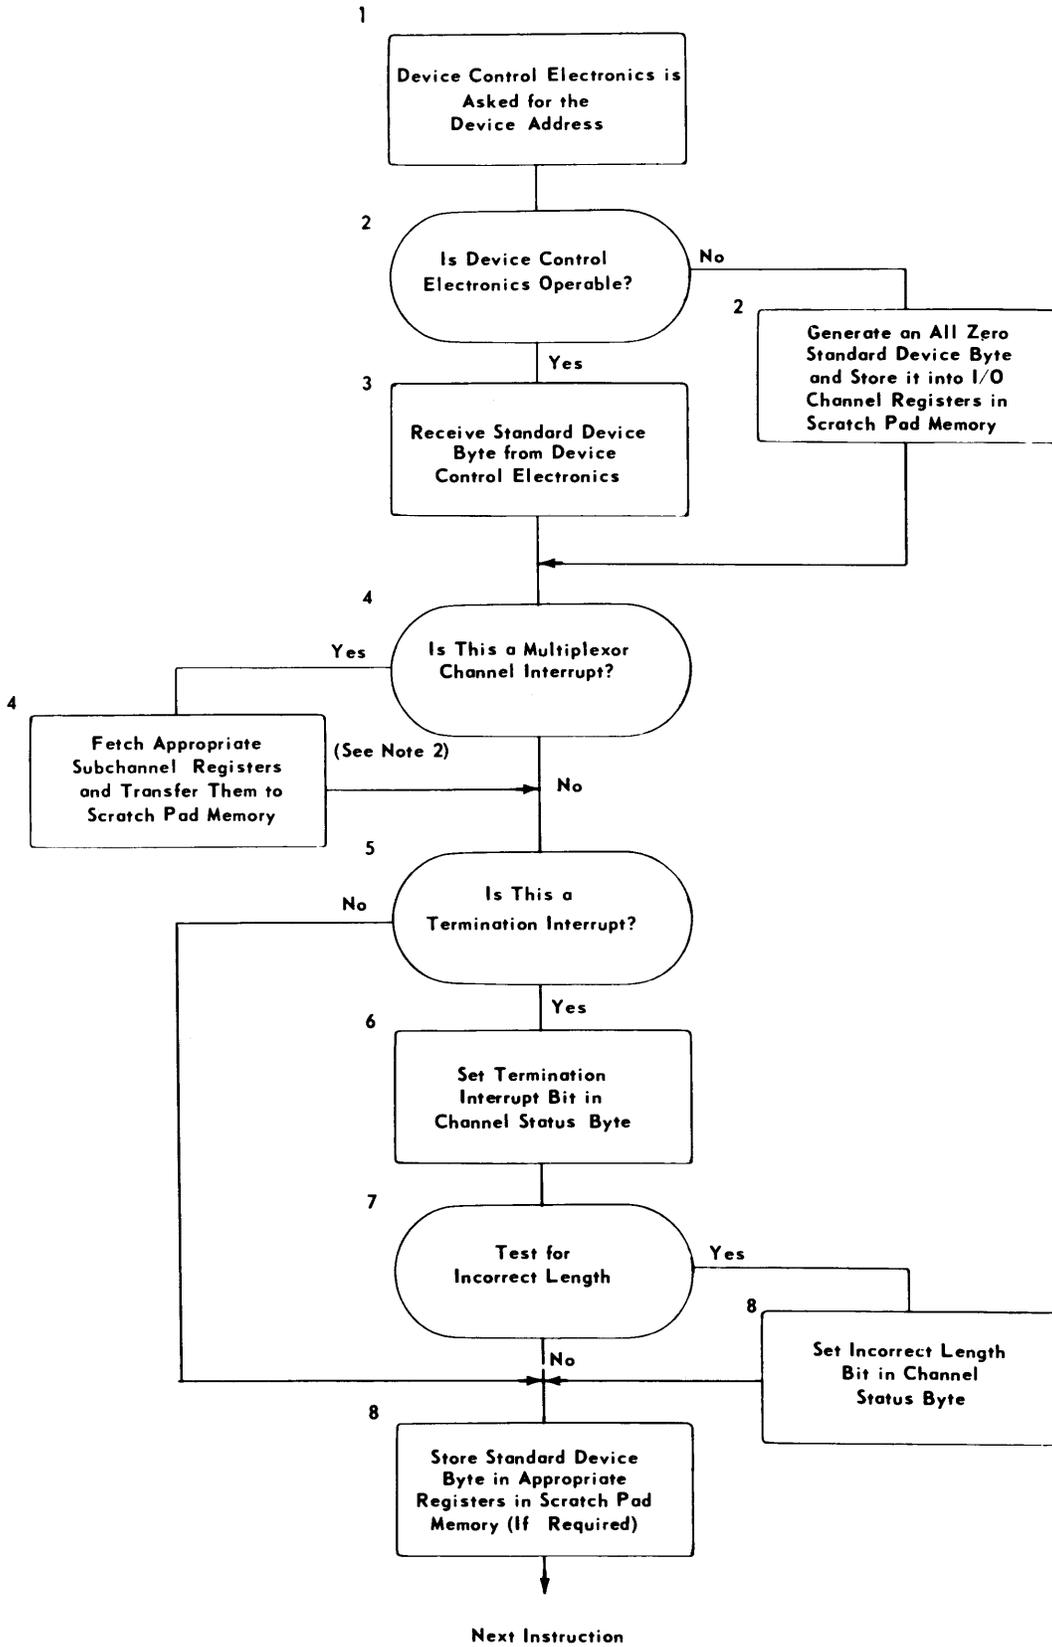 1
Device Control Electronics is
Asked for the
Device Address
2
Is Device Control
Electronics Operable?
No
2
Generate an All Zero
Standard Device Byte
and Store it into I/O
Channel Registers in
Scratch Pad Memory
Yes
3
Receive Standard Device
Byte from Device
Control Electronics
4
Is This a Multiplexor
Channel Interrupt?
Yes
4
Fetch Appropriate
Subchannel Registers
and Transfer Them to
Scratch Pad Memory
(See Note 2)
No
5
Is This a
Termination Interrupt?
No
Yes
6
Set Termination
Interrupt Bit in
Channel Status Byte
7
Test for
Incorrect Length
Yes
8
Set Incorrect Length
Bit in Channel
Status Byte
No
8
Store Standard Device
Byte in Appropriate
Registers in Scratch Pad
Memory (If Required)
Next Instruction